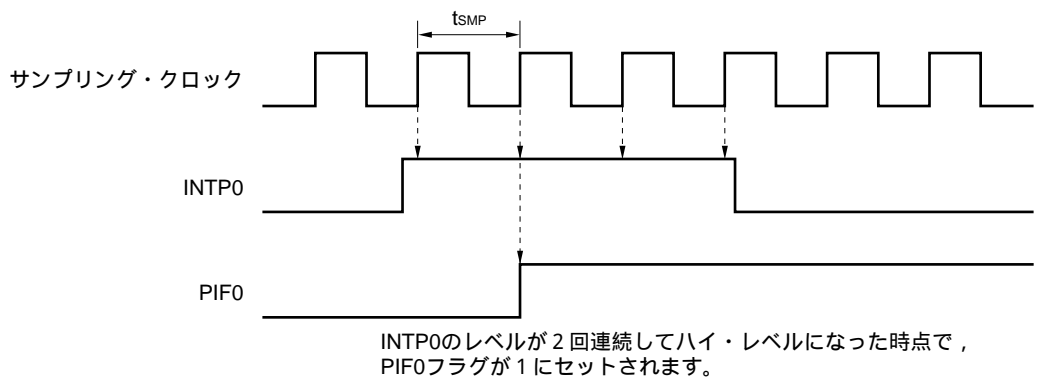 tSMP
サンプリング・クロック
INTP0
PIF0
INTP0のレベルが2回連続してハイ・レベルになった時点で，
PIF0フラグが1にセットされます。